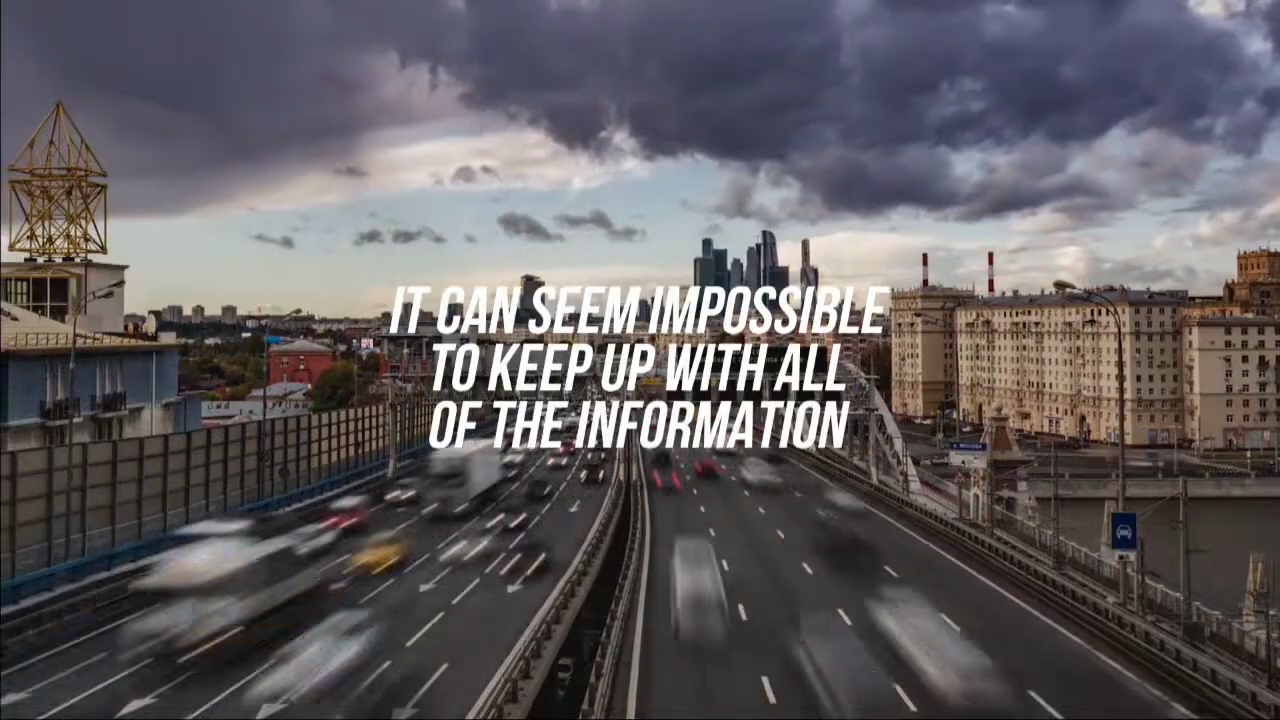 IT CAN SEEM IMPOSSIBLE
TO KEEP UP WITH ALL
OF THE INFORMATION